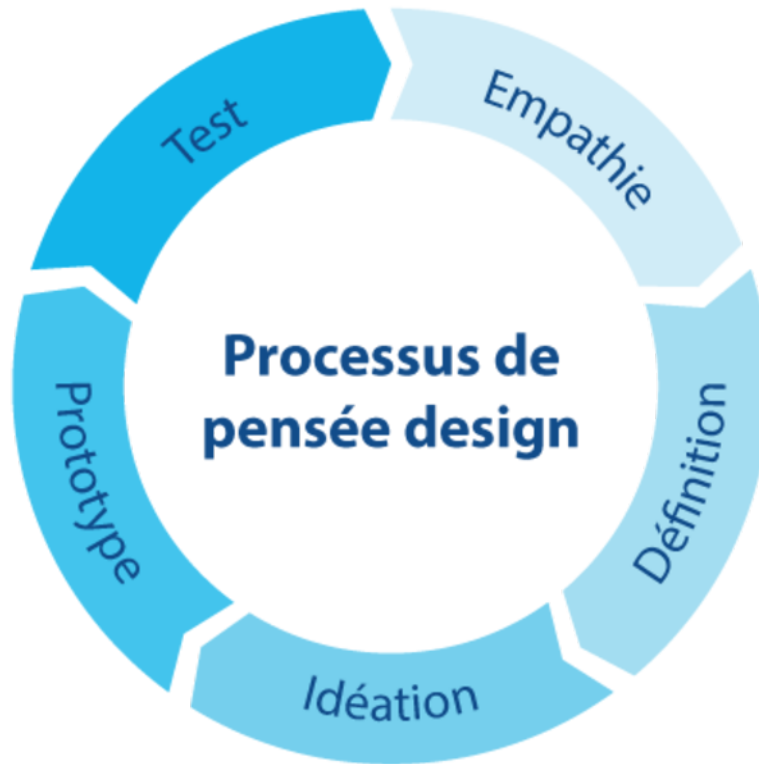 Processus de
pensée design
Empathie
Définition
Idéation
Prototype
Test